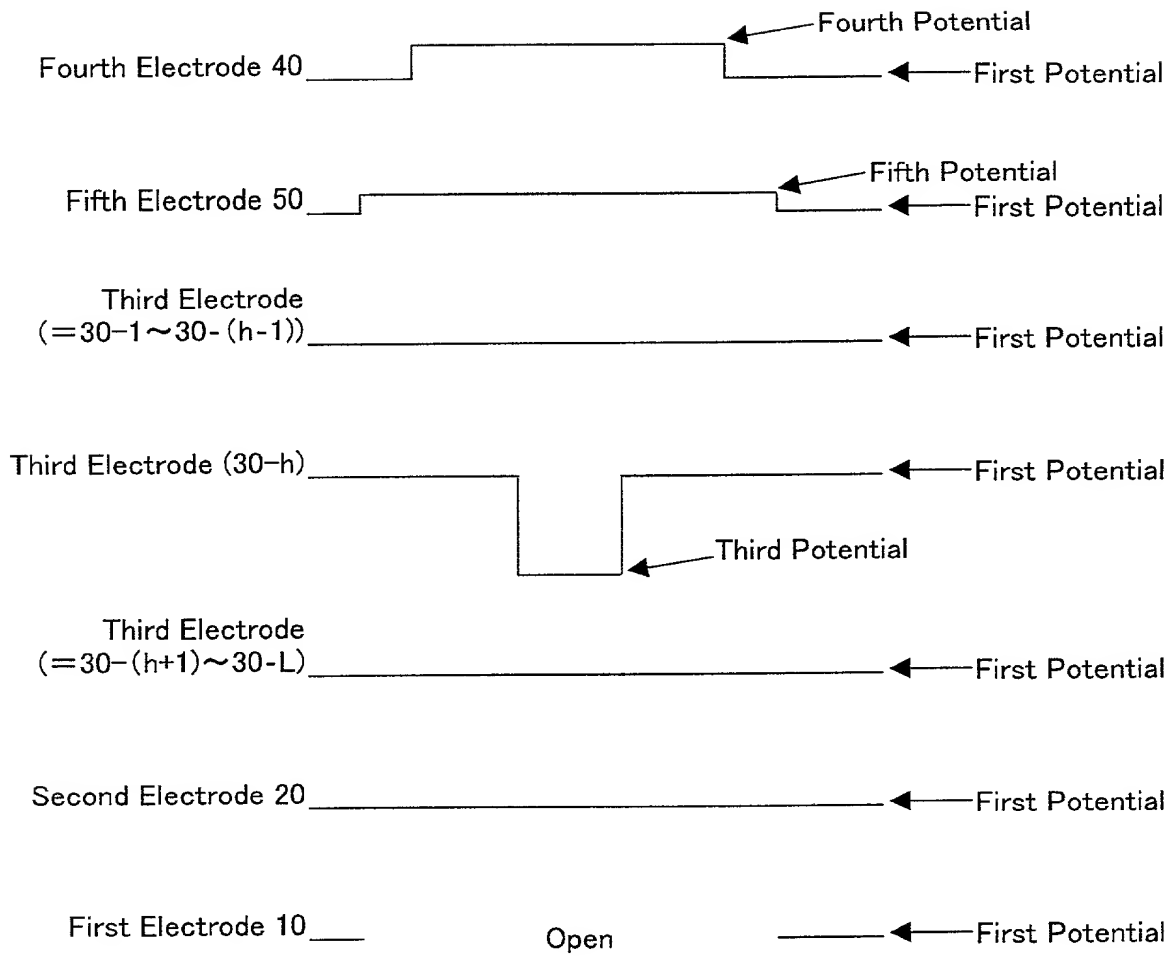 Fourth Potential
Fourth Electrode 40
First Potential
Fifth Potential
Fifth Electrode 50
First Potential
Third Electrode
(=30-1~30-(h-1))
First Potential
Third Electrode (30-h)
First Potential
Third Potential
Third Electrode
(=30-(h+1)~30-L)
First Potential
Second Electrode 20
First Potential
First Electrode 10
Open
First Potential